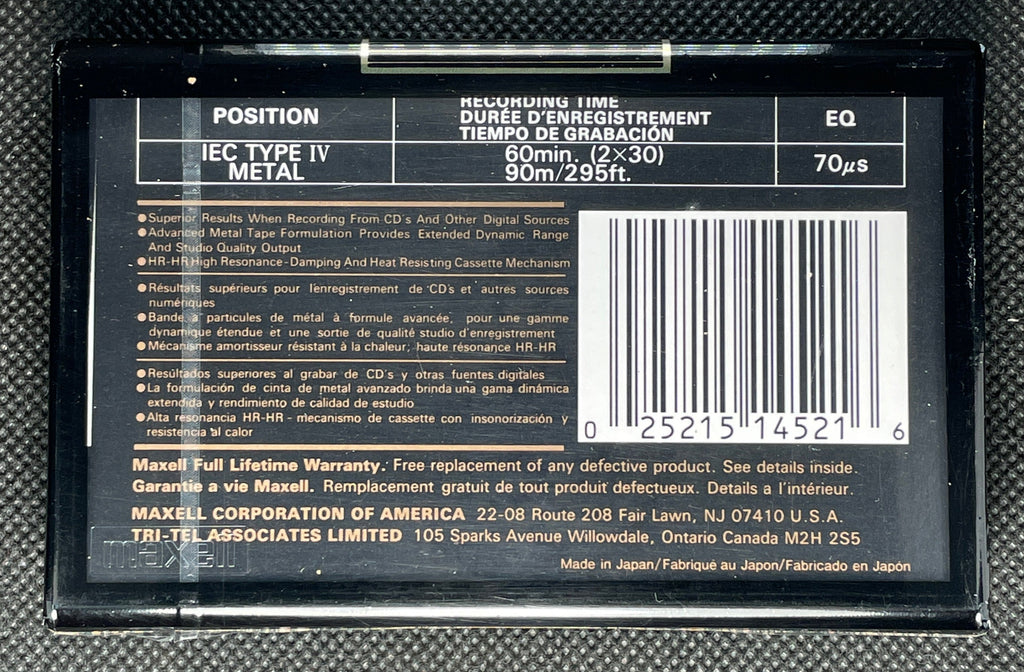 POSITION
RECORDING TIME
DURÉE D'ENREGISTREMENT
TIEMPO DE GRABACIÓN
EQ
IEC TYPE IV
METAL
60min. (2×30)
90m/295ft.
70µs
●Superior Results When Recording From CD's And Other Digital Sources
●Advanced Metal Tape Formulation Provides Extended Dynamic Range
And Studio Quality Output
●HR-HR High Resonance-Damping And Heat Resisting Cassette Mechanism
●Résultats supérieurs pour l'enregistrement de CD's et autres sources
numériques
●Bande à particules de métal à formule avancée, pour une gamme
dynamique étendue et une sortie de qualité studio d'enregistrement
●Mécanisme amortisseur résistant à la chaleur; haute résonance HR-HR
●Resúltados superiores al grabar de CD's y otras fuentes digitales
●La formulación de cinta de metal avanzado brinda una gama dinámica
extendida y rendimiento de calidad de estudio
●Alta resonancia HR-HR - mecanismo de cassette con insonorización y
resistencia al calor
0 25215 14521 6
Maxell Full Lifetime Warranty. Free replacement of any defective product. See details inside.
Garantie a vie Maxell. Remplacement gratuit de tout produit defectueux. Details a l'intérieur.
MAXELL CORPORATION OF AMERICA 22-08 Route 208 Fair Lawn, NJ 07410 U.S.A.
TRI-TEL ASSOCIATES LIMITED 105 Sparks Avenue Willowdale, Ontario Canada M2H 2S5
maxell
Made in Japan/Fabriqué au Japon/Fabricado en Japón